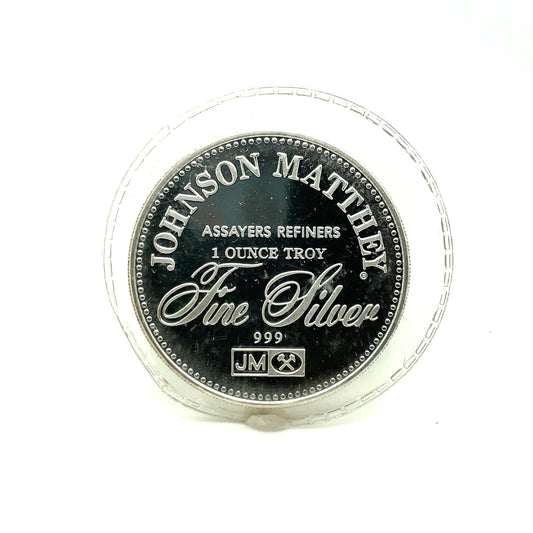 JOHNSON MATTHEY
ASSAYERS REFINERS
1 OUNCE TROY
Fine Silver
999
JM